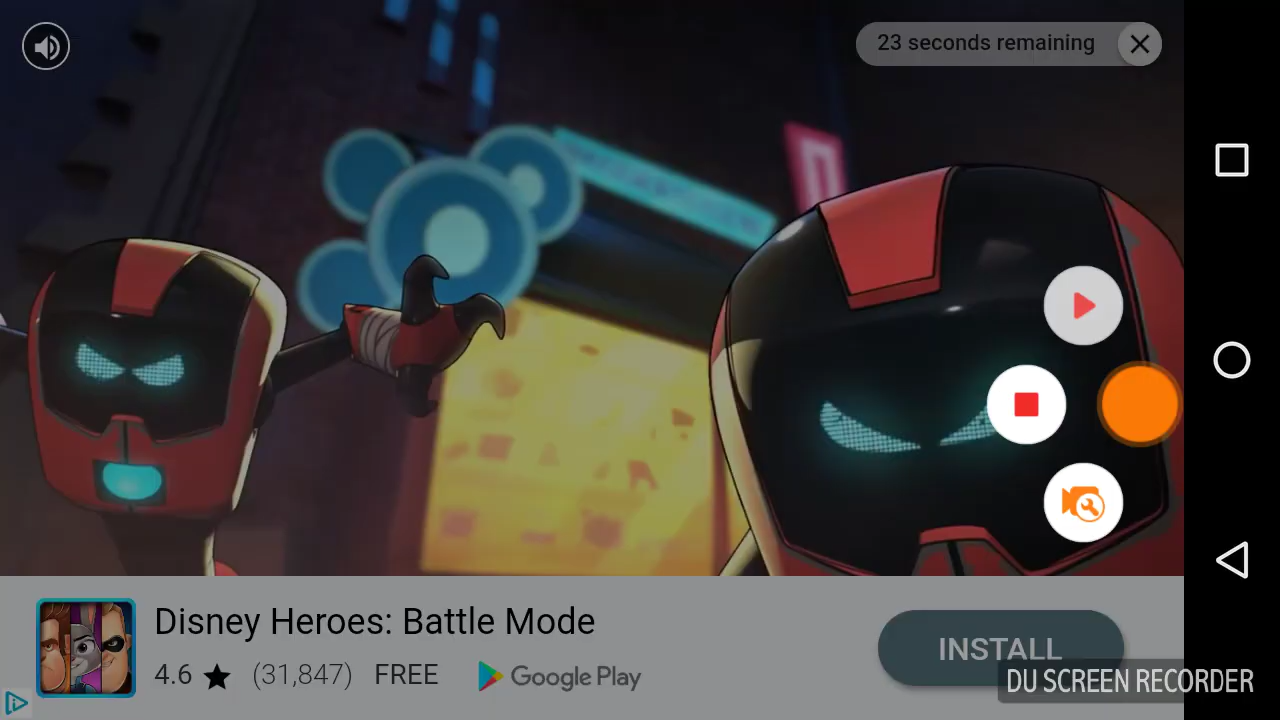 23 seconds remaining
Disney Heroes: Battle Mode
4.6 ★ (31,847) FREE Google Play
INSTALL
DU SCREEN RECORDER